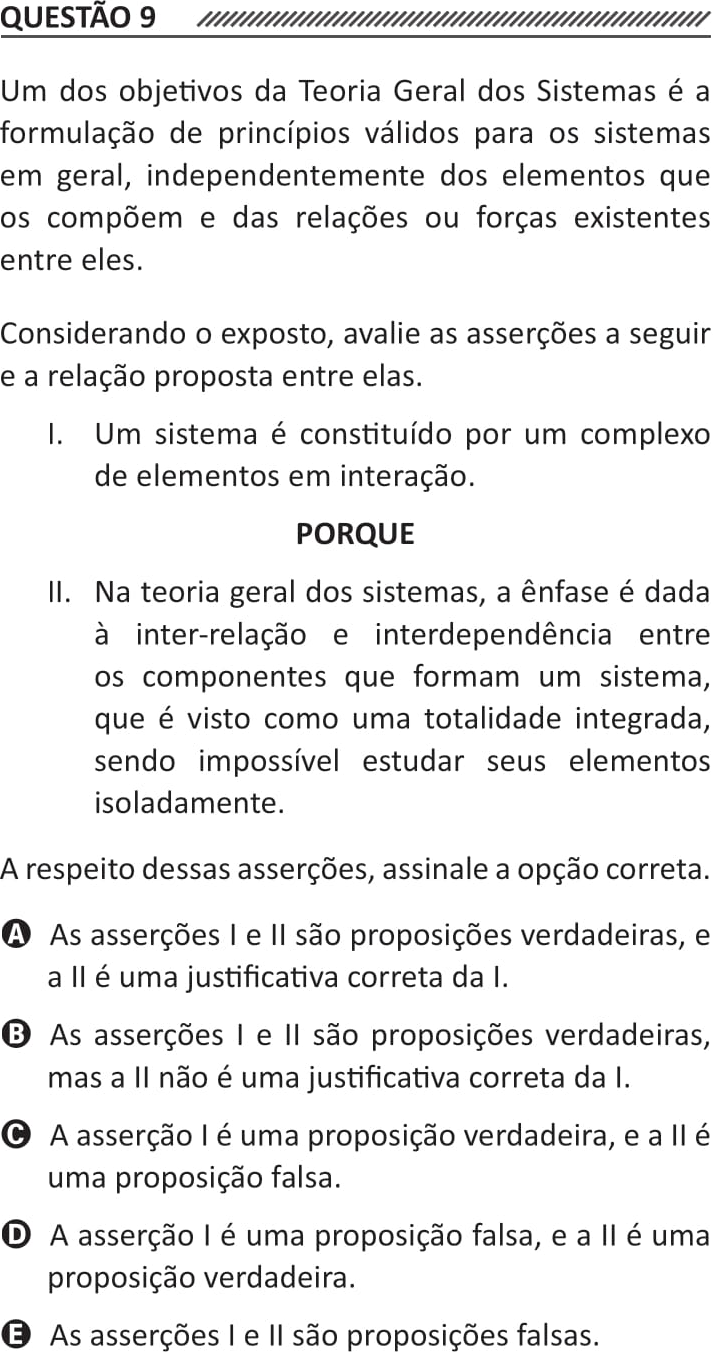 QUESTÃO 9
Um dos objetivos da Teoria Geral dos Sistemas é a
formulação de princípios válidos para os sistemas
em geral, independentemente dos elementos que
os compõem e das relações ou forças existentes
entre eles.
Considerando o exposto, avalie as asserções a seguir
e a relação proposta entre elas.
I. Um sistema é constituído por um complexo
de elementos em interação.
PORQUE
II. Na teoria geral dos sistemas, a ênfase é dada
à inter-relação e interdependência entre
os componentes que formam um sistema,
que é visto como uma totalidade integrada,
sendo impossível estudar seus elementos
isoladamente.
A respeito dessas asserções, assinale a opção correta.
A As asserções I e II são proposições verdadeiras, e
a II é uma justificativa correta da I.
B As asserções I e II são proposições verdadeiras,
mas a II não é uma justificativa correta da I.
C A asserção I é uma proposição verdadeira, e a II é
uma proposição falsa.
D A asserção I é uma proposição falsa, e a II é uma
proposição verdadeira.
E As asserções I e II são proposições falsas.